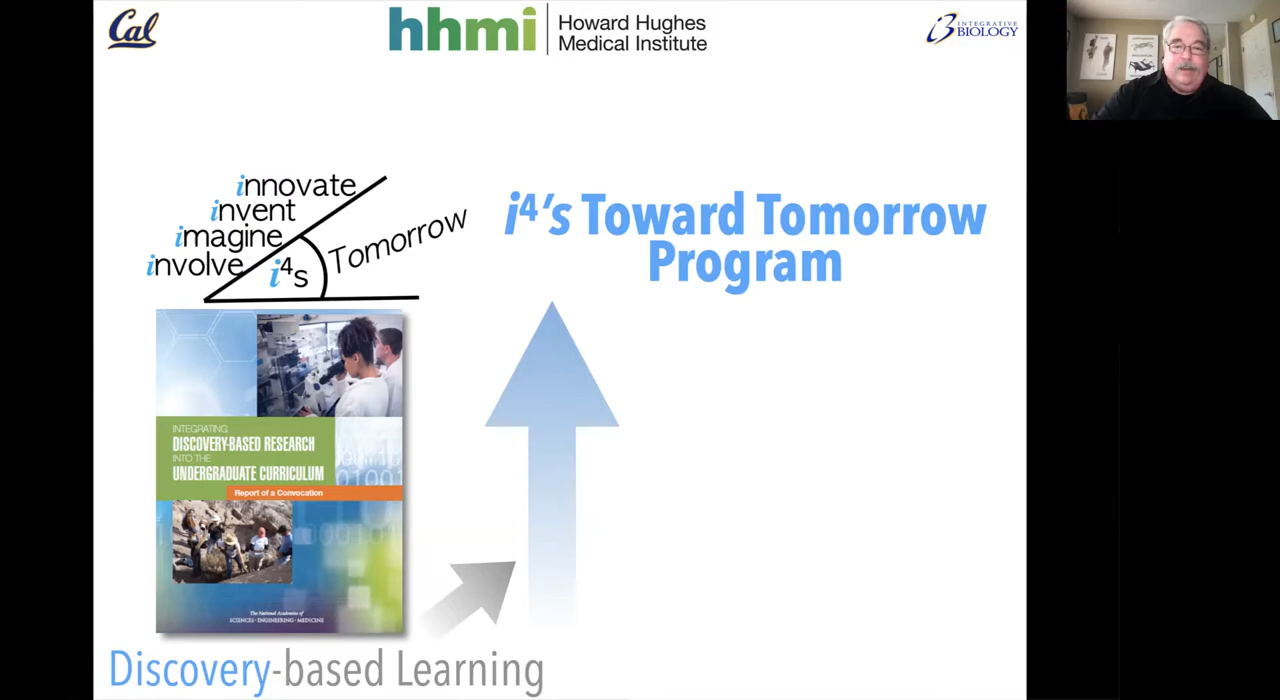 Cal
hhmi
Howard Hughes
Medical Institute
INTEGRATIVE
BIOLOGY
innovate
invent
imagine
involve
i⁴s
Tomorrow
i⁴'s Toward Tomorrow
Program
INTEGRATING
DISCOVERY-BASED RESEARCH
INTO THE
UNDERGRADUATE CURRICULUM
Report of a Convocation
The National Academies of
SCIENCES • ENGINEERING • MEDICINE
Discovery-based Learning